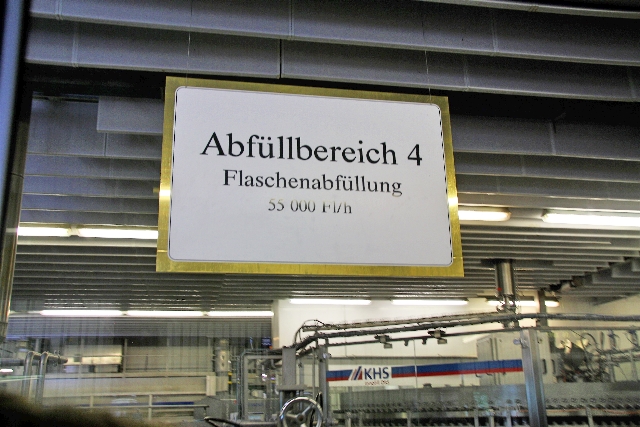 Abfüllbereich 4
Flaschenabfüllung
55 000 Fl/h
KHS